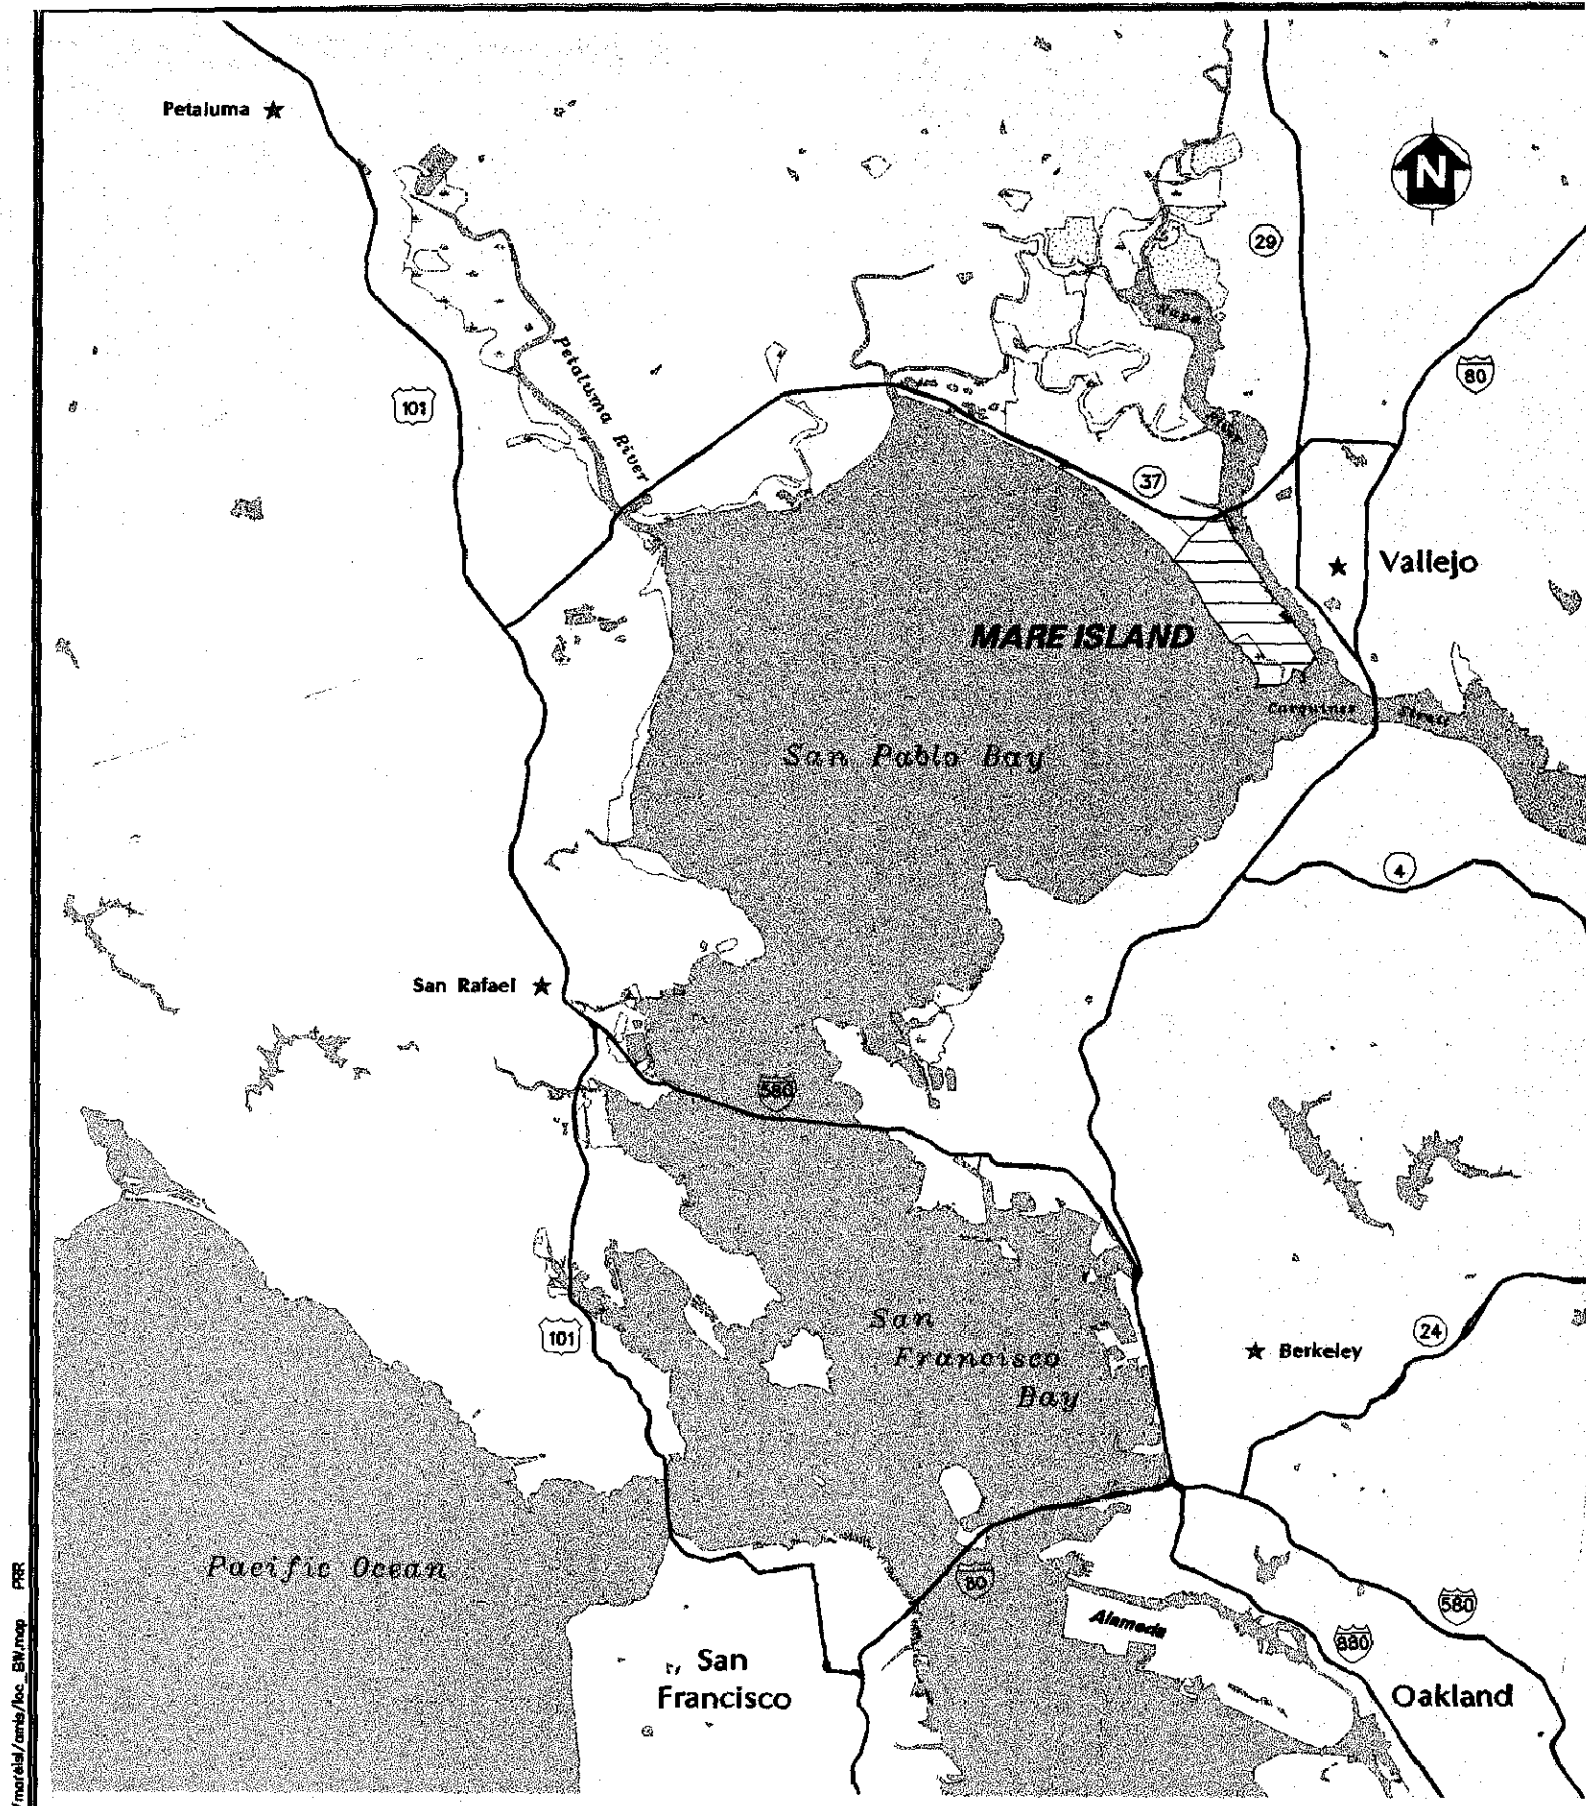 Petaluma
N
29
80
Napa
101
Petaluma River
River
37
Vallejo
MARE ISLAND
Carquinez Strait
San Pablo Bay
4
San Rafael
580
San
Francisco
Bay
101
24
Berkeley
Pacific Ocean
80
580
Alameda
880
San
Francisco
Oakland